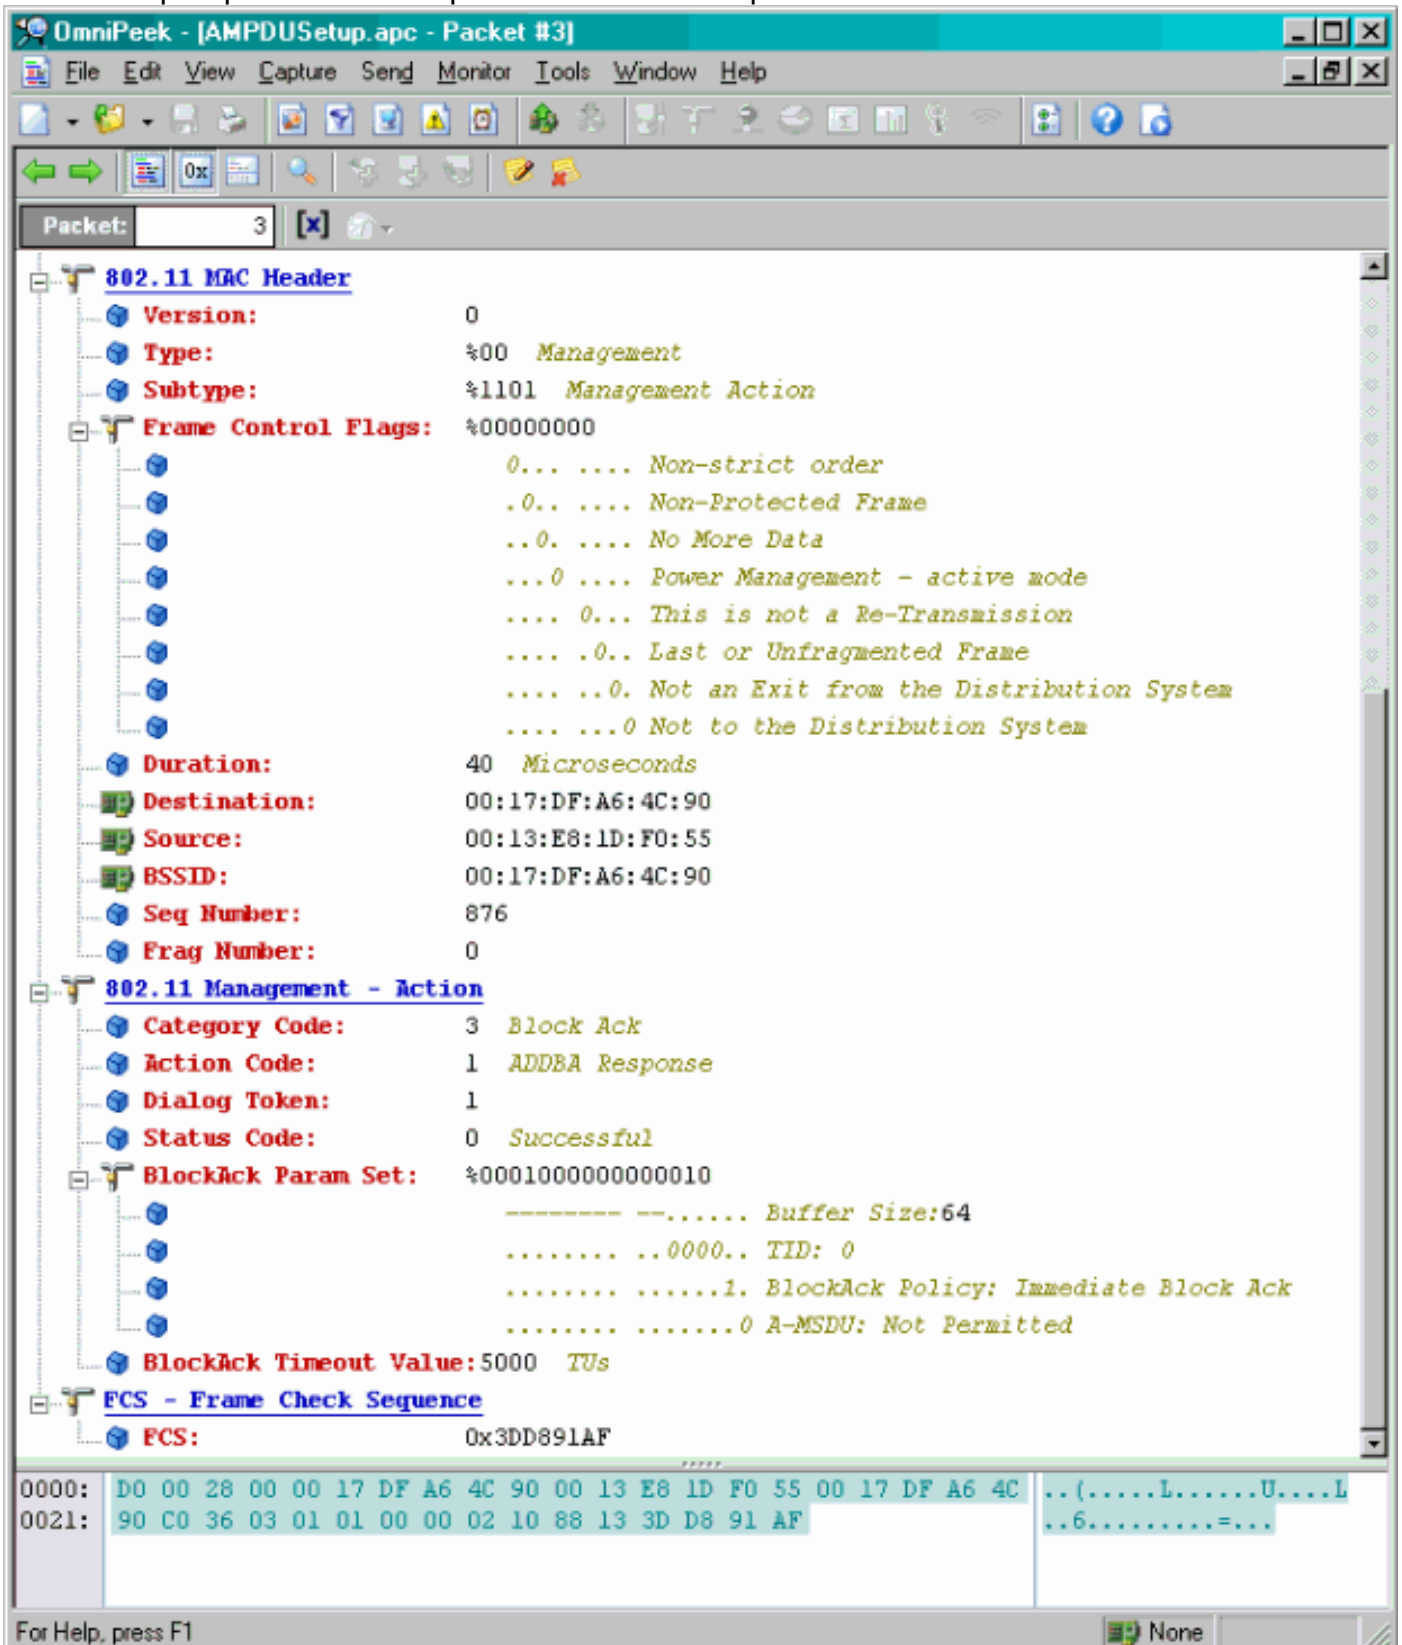 OmniPeek - [AMPDUSetup.apc - Packet #3]
File Edit View Capture Send Monitor Tools Window Help
0x
Packet: 3 [x]
802.11 MAC Header
Version: 0
Type: %00 Management
Subtype: %1101 Management Action
Frame Control Flags: %00000000
0... .... Non-strict order
.0.. .... Non-Protected Frame
..0. .... No More Data
...0 .... Power Management - active mode
.... 0... This is not a Re-Transmission
.... .0.. Last or Unfragmented Frame
.... ..0. Not an Exit from the Distribution System
.... ...0 Not to the Distribution System
Duration: 40 Microseconds
Destination: 00:17:DF:A6:4C:90
Source: 00:13:E8:1D:F0:55
BSSID: 00:17:DF:A6:4C:90
Seq Number: 876
Frag Number: 0
802.11 Management - Action
Category Code: 3 Block Ack
Action Code: 1 ADDBA Response
Dialog Token: 1
Status Code: 0 Successful
BlockAck Param Set: %0001000000000010
-------- --...... Buffer Size:64
........ ..0000.. TID: 0
........ ......1. BlockAck Policy: Immediate Block Ack
........ .......0 A-MSDU: Not Permitted
BlockAck Timeout Value:5000 TUs
FCS - Frame Check Sequence
FCS: 0x3DD891AF
0000: D0 00 28 00 00 17 DF A6 4C 90 00 13 E8 1D F0 55 00 17 DF A6 4C ..(.....L......U....L
0021: 90 C0 36 03 01 01 00 00 02 10 88 13 3D D8 91 AF ..6.........=...
For Help, press F1 None